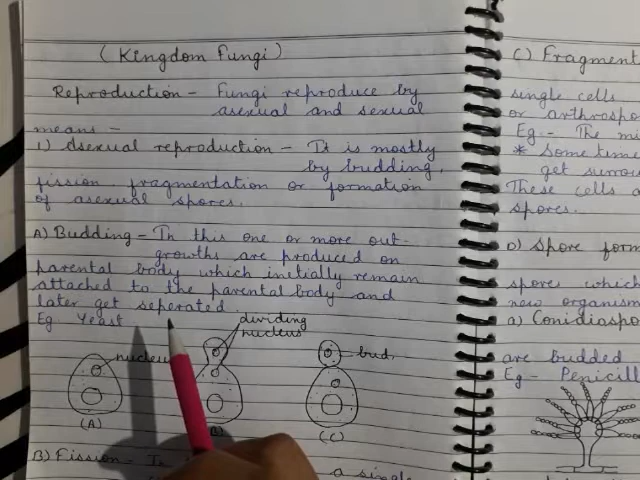 ( Kingdom Fungi )
Reproduction - Fungi reproduce by
asexual and sexual
means -
1) Asexual reproduction - It is mostly
by budding,
fission fragmentation or formation
of asexual spores.
A) Budding - In this one or more out-
growths are produced on
parental body which initially remain
attached to the parental body and
later get seperated
Eg Yeast
dividing
nucleus
nucleus
bud,
(A)
(C)
B) Fission - In
a single
C) Fragment
single cells
or arthrospo
Eg - The mu
* Sometime
get surrou
These cells a
spores.
D) Spore form
spores which
new organism
a) Conidiospo
are budded
Eg - Penicill